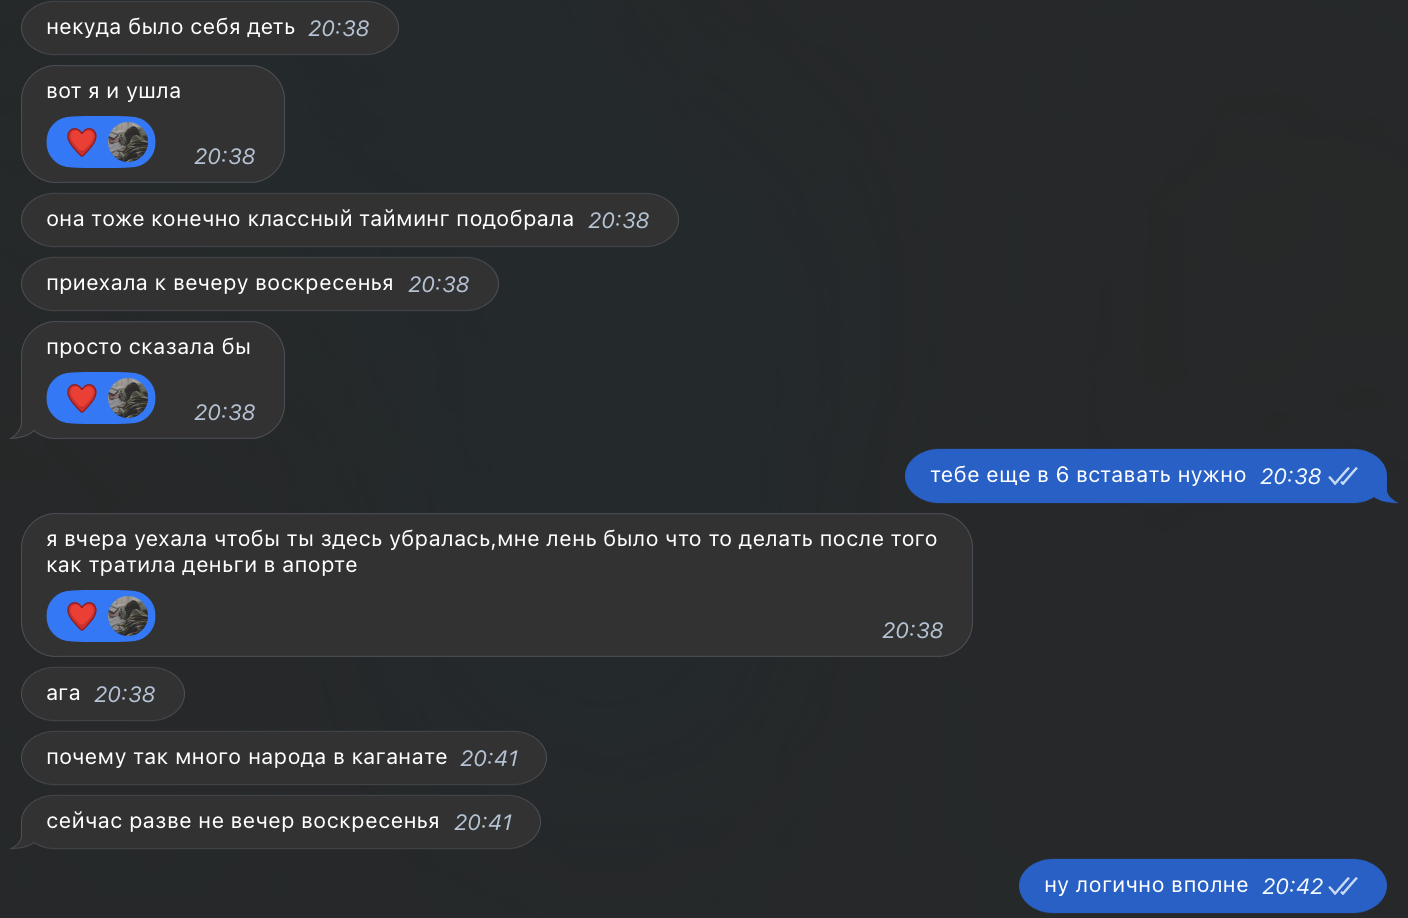 некуда было себя деть 20:38
вот я и ушла
20:38
она тоже конечно классный тайминг подобрала 20:38
приехала к вечеру воскресенья 20:38
просто сказала бы
20:38
тебе еще в 6 вставать нужно 20:38
я вчера уехала чтобы ты здесь убралась,мне лень было что то делать после того
как тратила деньги в апорте
20:38
ага 20:38
почему так много народа в каганате 20:41
сейчас разве не вечер воскресенья 20:41
ну логично вполне 20:42